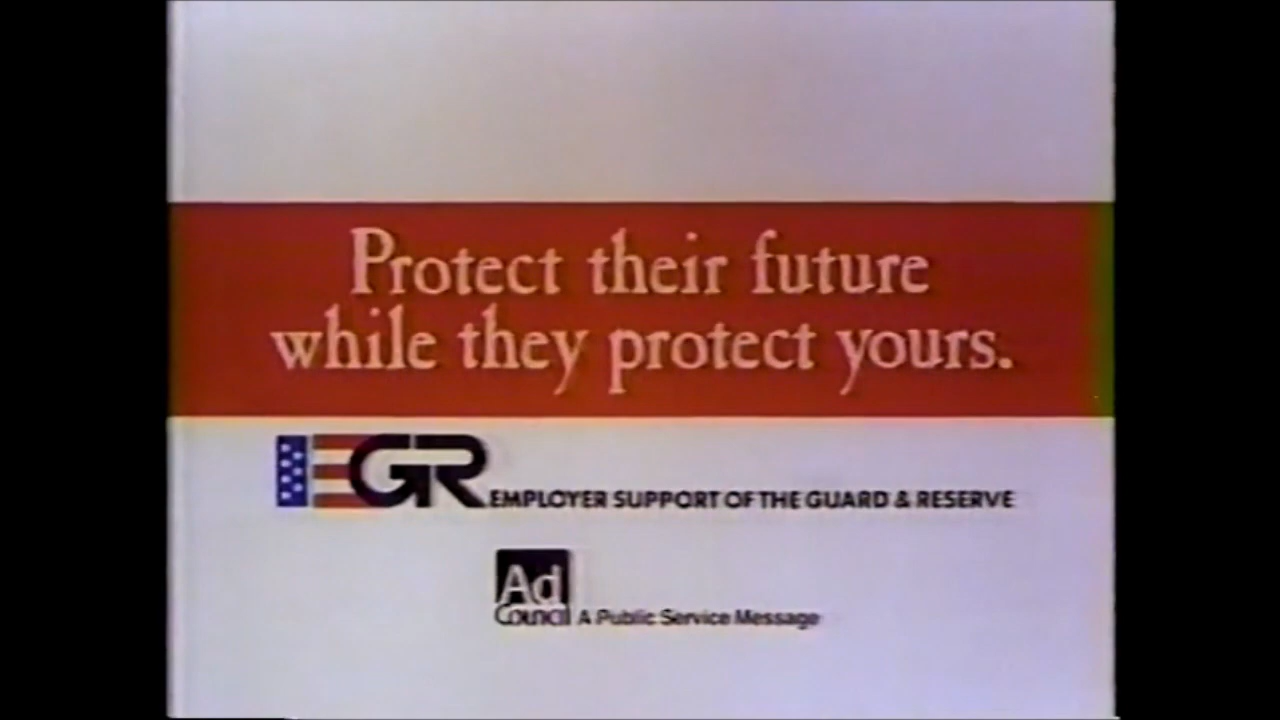 Protect their future
while they protect yours.
EGR EMPLOYER SUPPORT OF THE GUARD & RESERVE
Ad
Council A Public Service Message